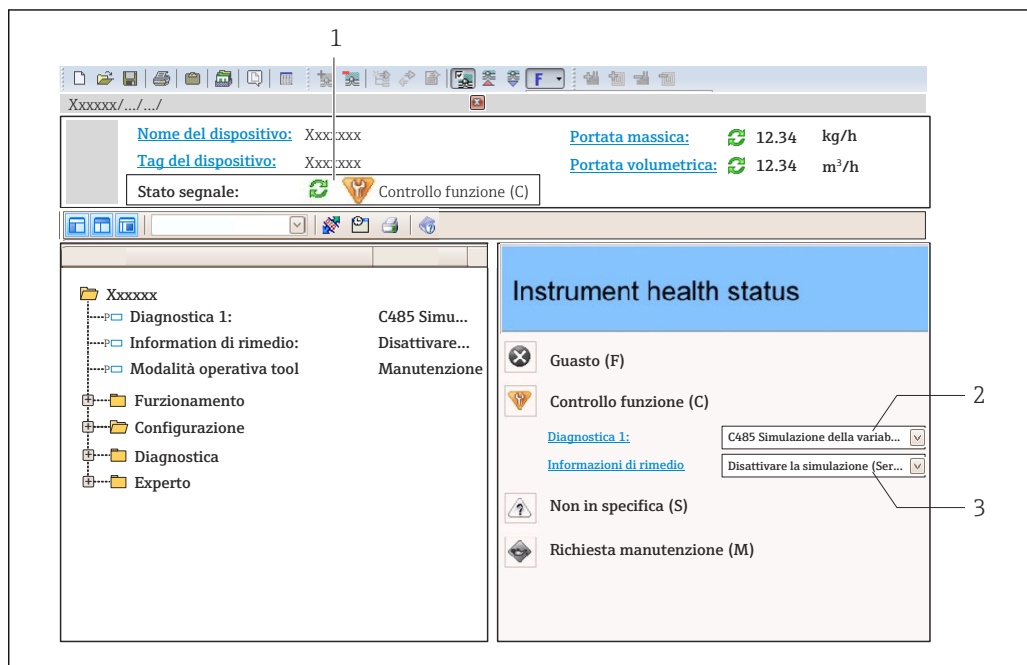 1
F
Xxxxxx/.../.../
Nome del dispositivo: Xxxxxxx
Portata massica: 12.34 kg/h
Tag del dispositivo: Xxxxxxx
Portata volumetrica: 12.34 m³/h
Stato segnale: Controllo funzione (C)
Xxxxxx
P Diagnostica 1: C485 Simu...
P Information di rimedio: Disattivare...
P Modalità operativa tool Manutenzione
Furzionamento
Configurazione
Diagnostica
Experto
Instrument health status
Guasto (F)
Controllo funzione (C)
2
Diagnostica 1: C485 Simulazione della variab...
Informazioni di rimedio Disattivare la simulazione (Ser...
3
Non in specifica (S)
Richiesta manutenzione (M)